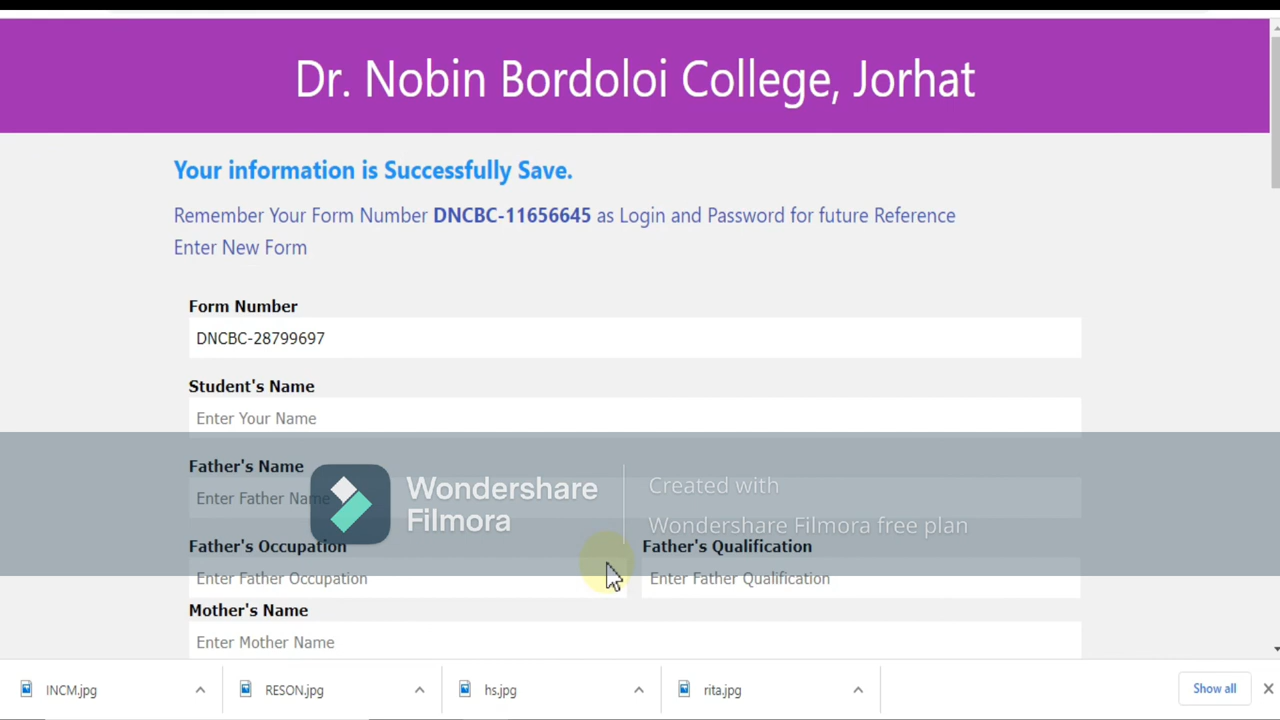 Dr. Nobin Bordoloi College, Jorhat
Your information is Successfully Save.
Remember Your Form Number DNCBC-11656645 as Login and Password for future Reference
Enter New Form
Form Number
DNCBC-28799697
Student's Name
Enter Your Name
Father's Name
Enter Father Name
Wondershare
Filmora
Created with
Wondershare Filmora free plan
Father's Occupation
Father's Qualification
Enter Father Occupation
Enter Father Qualification
Mother's Name
Enter Mother Name
INCM.jpg
RESON.jpg
hs.jpg
rita.jpg
Show all